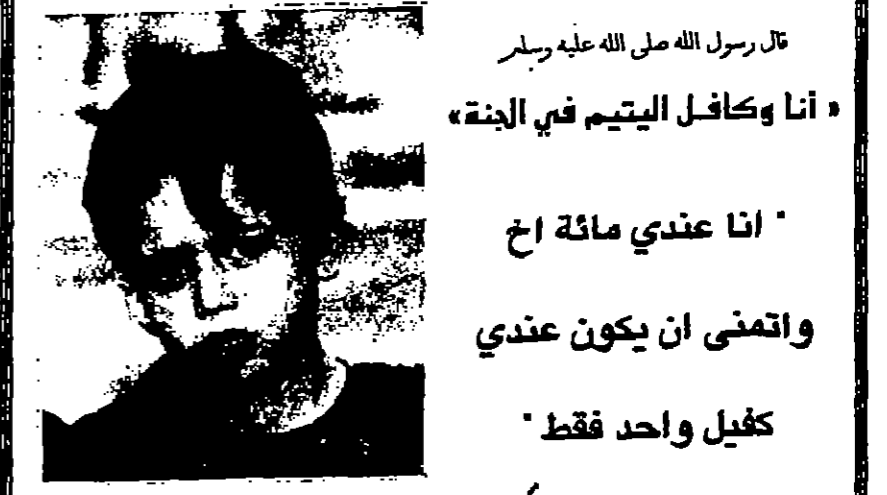 قال رسول الله صلى الله عليه وسلم
« أنا وكافل اليتيم في الجنة»
" انا عندي مائة اخ
واتمنى ان يكون عندي
كفيل واحد فقط "